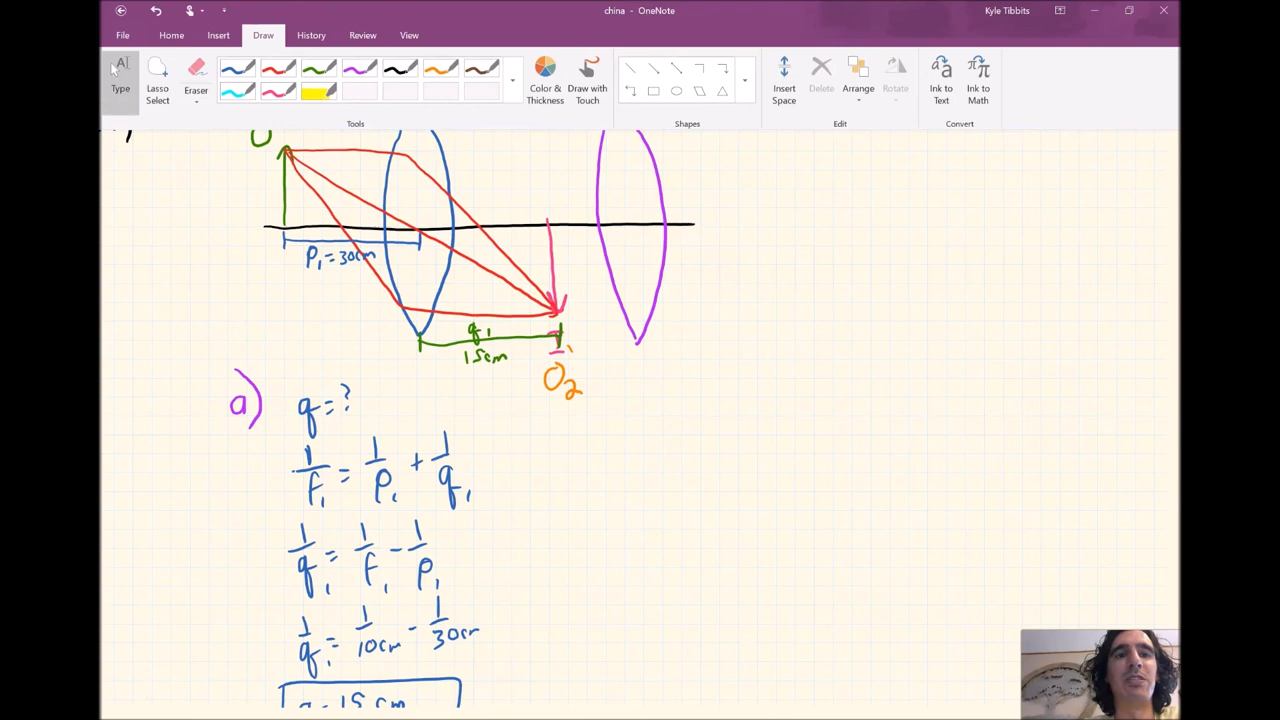 china - OneNote
Kyle Tibbits
File Home Insert Draw History Review View
Type
Lasso Select
Eraser
Color & Thickness
Draw with Touch
Insert Space
Delete
Arrange
Rotate
Ink to Text
Ink to Math
Tools
Shapes
Edit
Convert
O
P₁=30cm
q₁
15cm
I₁
O₂
a)
q=?
1/f₁ = 1/P₁ + 1/q₁
1/q₁ = 1/f₁ - 1/P₁
1/q₁ = 1/10cm - 1/30cm